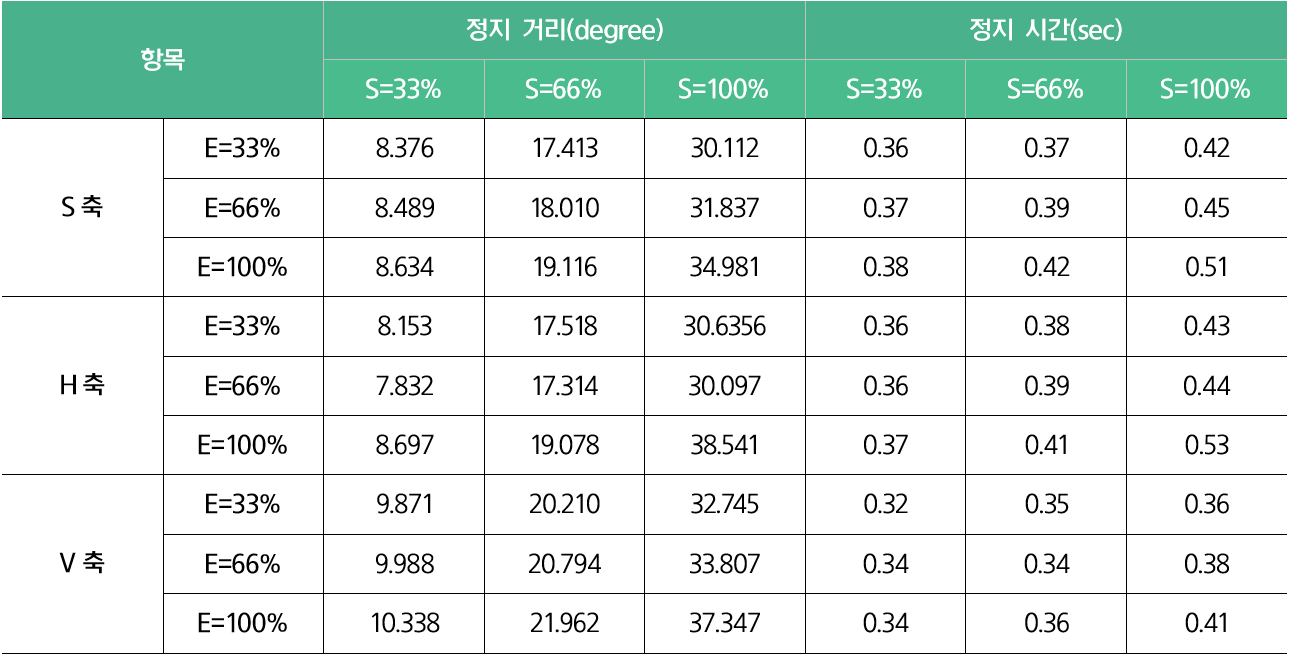 항목 정지 거리(degree) 정지 시간(sec)
S=33% S=66% S=100% S=33% S=66% S=100%
S 축 E=33% 8.376 17.413 30.112 0.36 0.37 0.42
E=66% 8.489 18.010 31.837 0.37 0.39 0.45
E=100% 8.634 19.116 34.981 0.38 0.42 0.51
H 축 E=33% 8.153 17.518 30.6356 0.36 0.38 0.43
E=66% 7.832 17.314 30.097 0.36 0.39 0.44
E=100% 8.697 19.078 38.541 0.37 0.41 0.53
V 축 E=33% 9.871 20.210 32.745 0.32 0.35 0.36
E=66% 9.988 20.794 33.807 0.34 0.34 0.38
E=100% 10.338 21.962 37.347 0.34 0.36 0.41